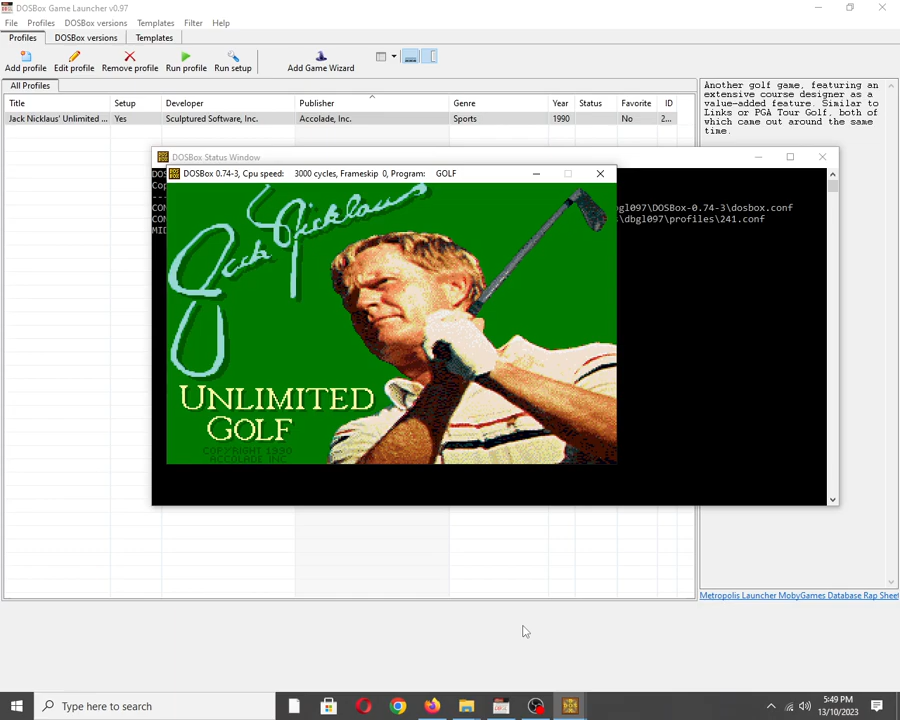 DOSBox Game Launcher v0.97
File Profiles DOSBox versions Templates Filter Help
Profiles DOSBox versions Templates
Add profile Edit profile Remove profile Run profile Run setup Add Game Wizard
All Profiles
Title Setup Developer Publisher Genre Year Status Favorite ID
Jack Nicklaus' Unlimited ... Yes Sculptured Software, Inc. Accolade, Inc. Sports 1990 No 2...
Another golf game, featuring an
extensive course designer as a
value-added feature. Similar to
Links or PGA Tour Golf, both of
which came out around the same
time.
DOSBox Status Window
DOSBox 0.74-3, Cpu speed: 3000 cycles, Frameskip 0, Program: GOLF
bgl097\DOSBox-0.74-3\dosbox.conf
\dbgl097\profiles\241.conf
Jack Nicklaus
UNLIMITED
GOLF
COPYRIGHT 1990
ACCOLADE INC
Metropolis Launcher MobyGames Database Rap Sheet
Type here to search
5:49 PM
13/10/2023